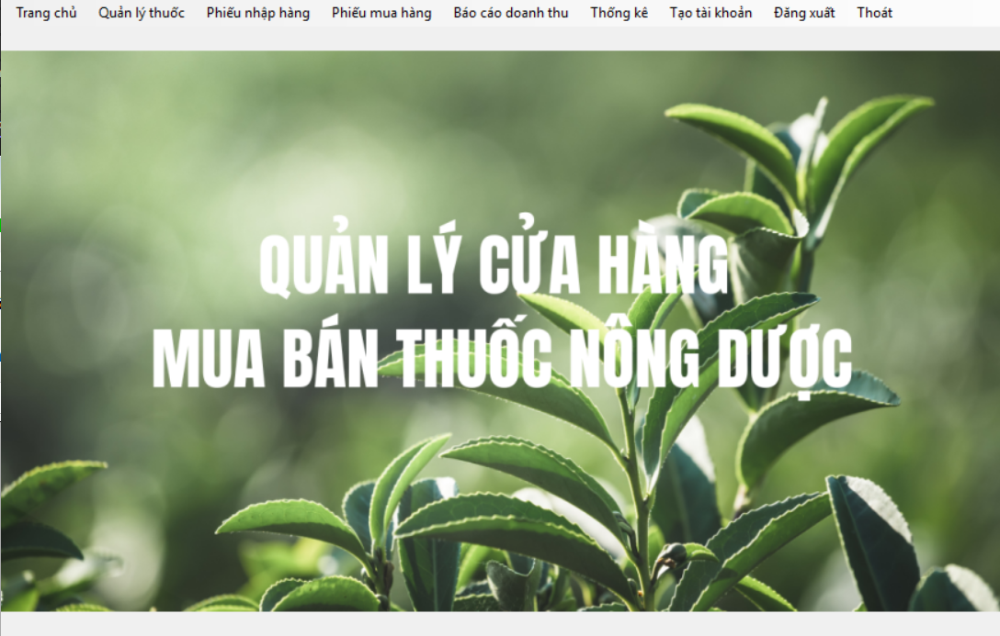 Trang chủ Quản lý thuốc Phiếu nhập hàng Phiếu mua hàng Báo cáo doanh thu Thống kê Tạo tài khoản Đăng xuất Thoát
QUẢN LÝ CỬA HÀNG
MUA BÁN THUỐC NÔNG DƯỢC